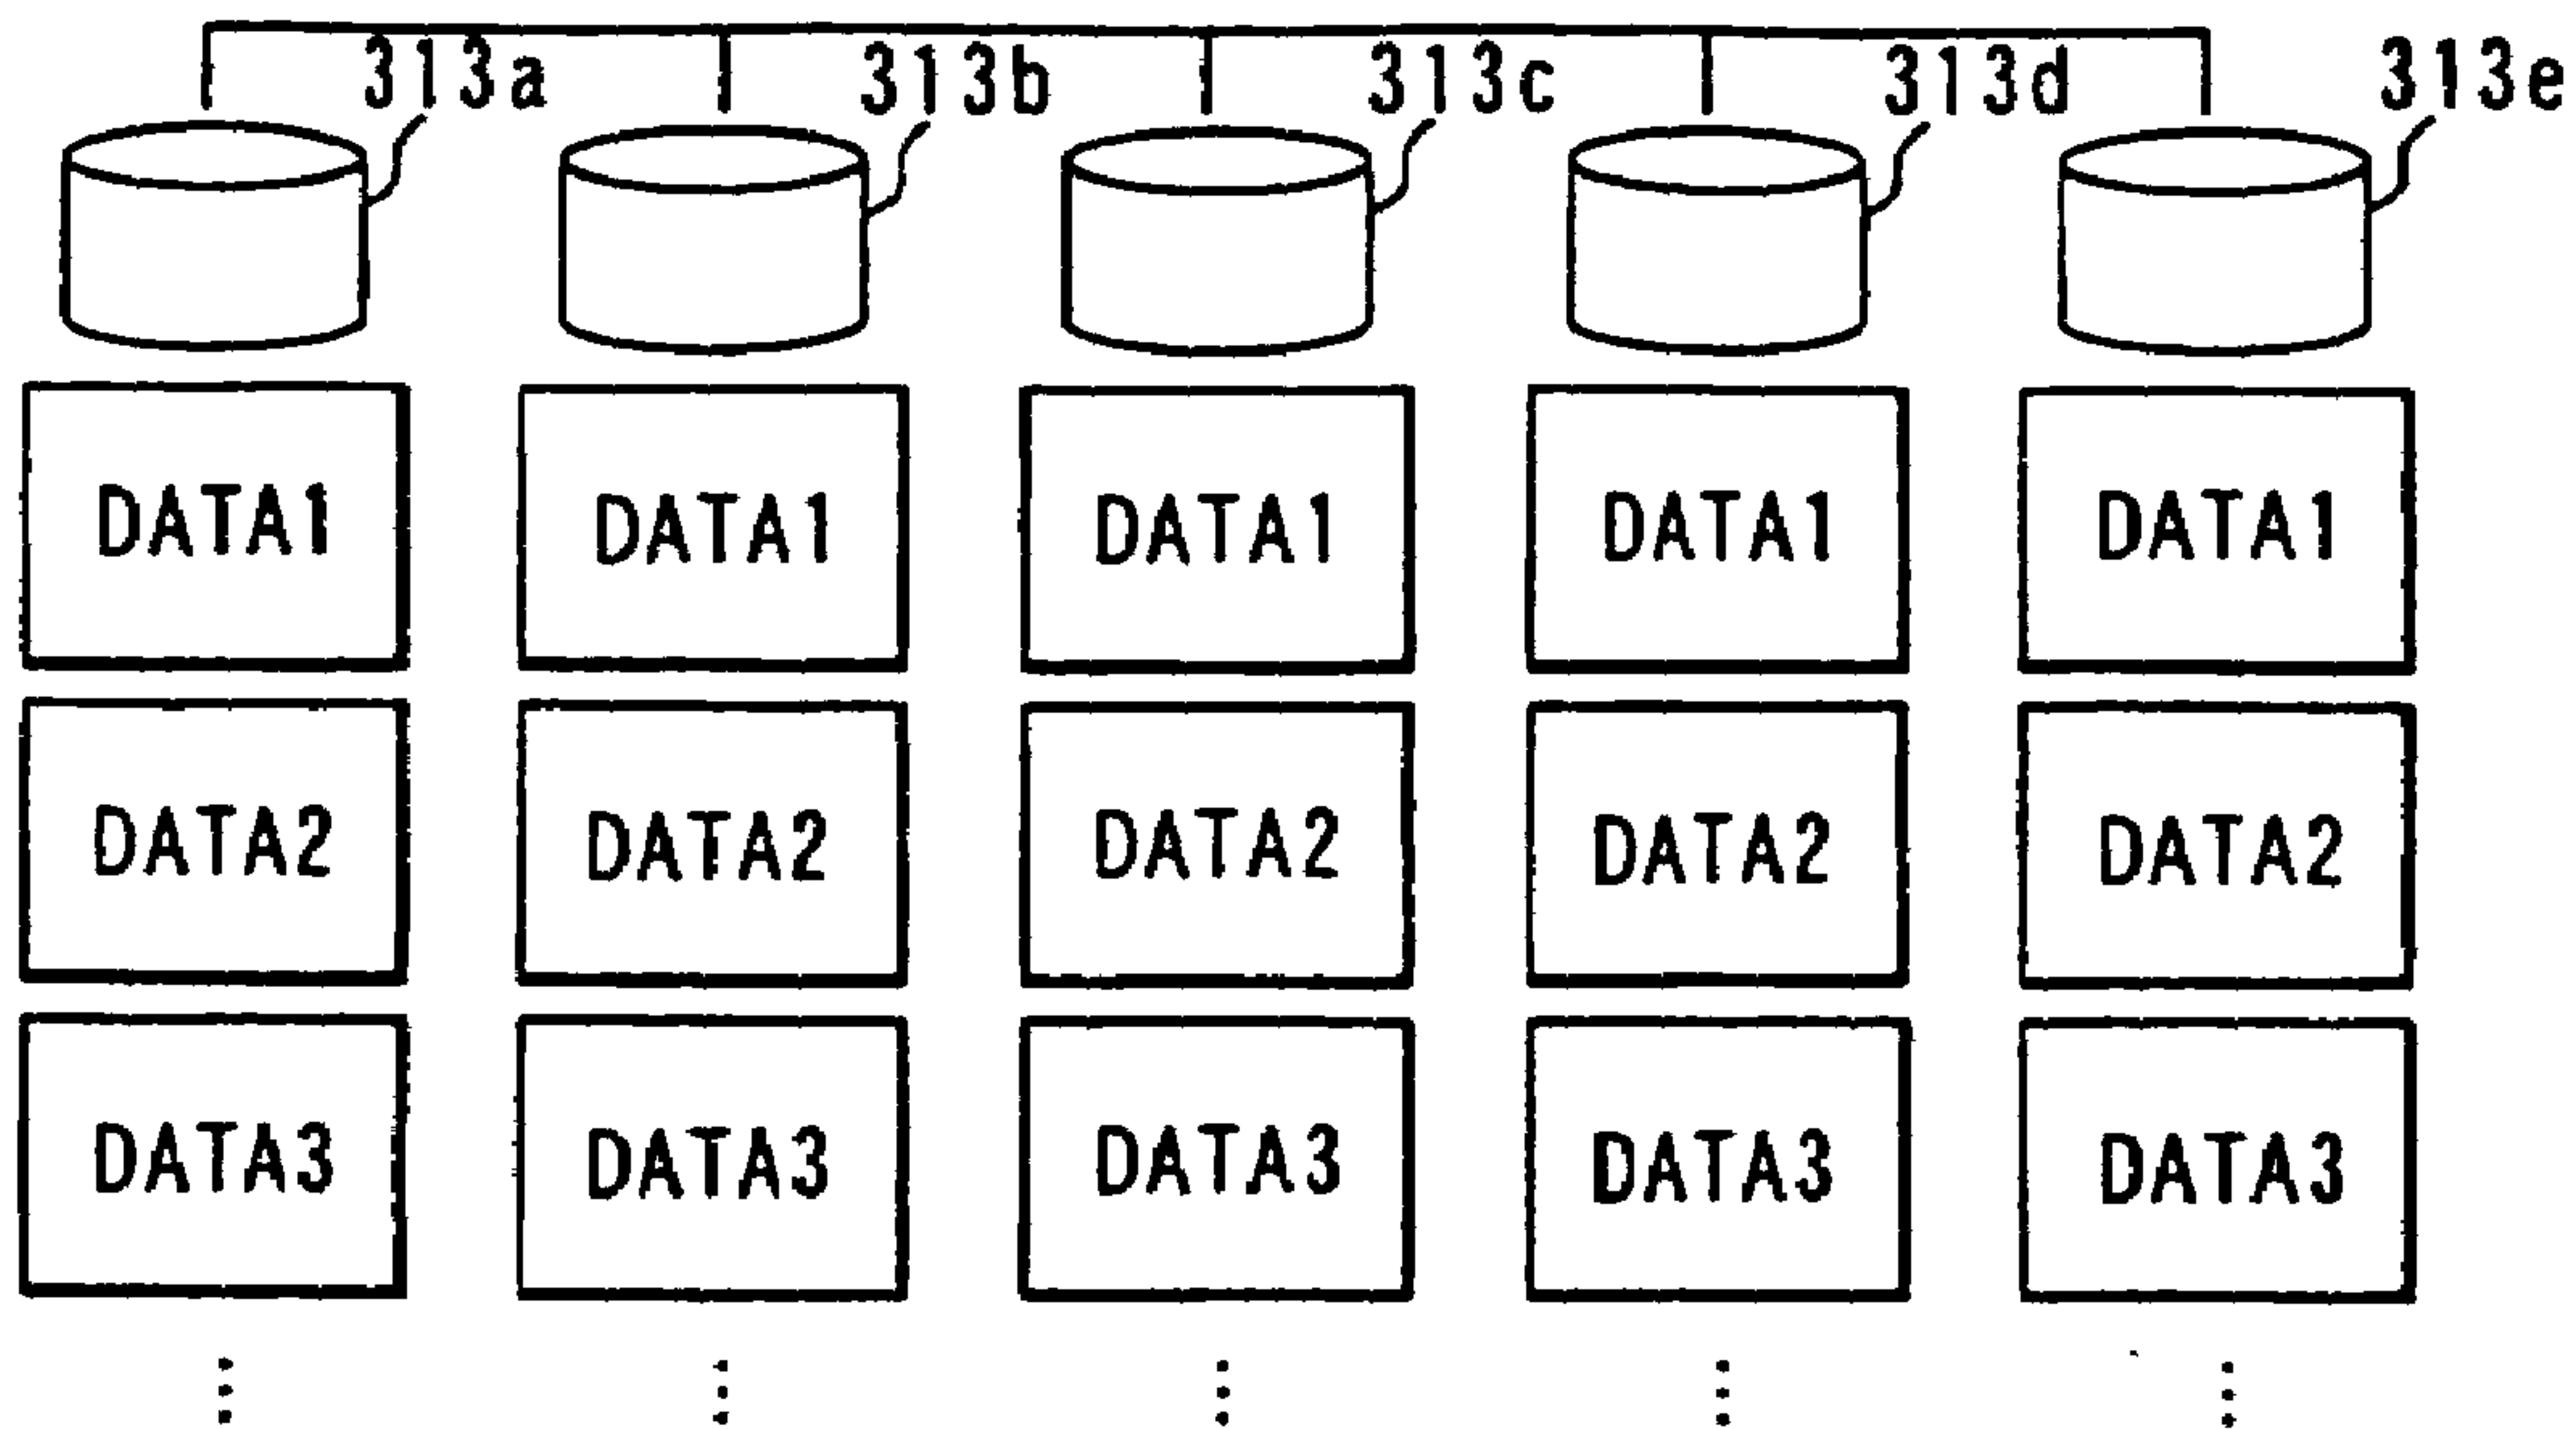 313a 313b 313c 313d 313e
DATA1 DATA1 DATA1 DATA1 DATA1
DATA2 DATA2 DATA2 DATA2 DATA2
DATA3 DATA3 DATA3 DATA3 DATA3